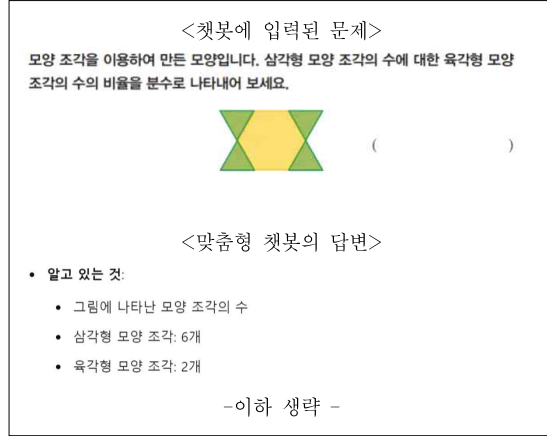 <챗봇에 입력된 문제>
모양 조각을 이용하여 만든 모양입니다. 삼각형 모양 조각의 수에 대한 육각형 모양
조각의 수의 비율을 분수로 나타내어 보세요.
( )
<맞춤형 챗봇의 답변>
• 알고 있는 것:
• 그림에 나타난 모양 조각의 수
• 삼각형 모양 조각: 6개
• 육각형 모양 조각: 2개
-이하 생략 -